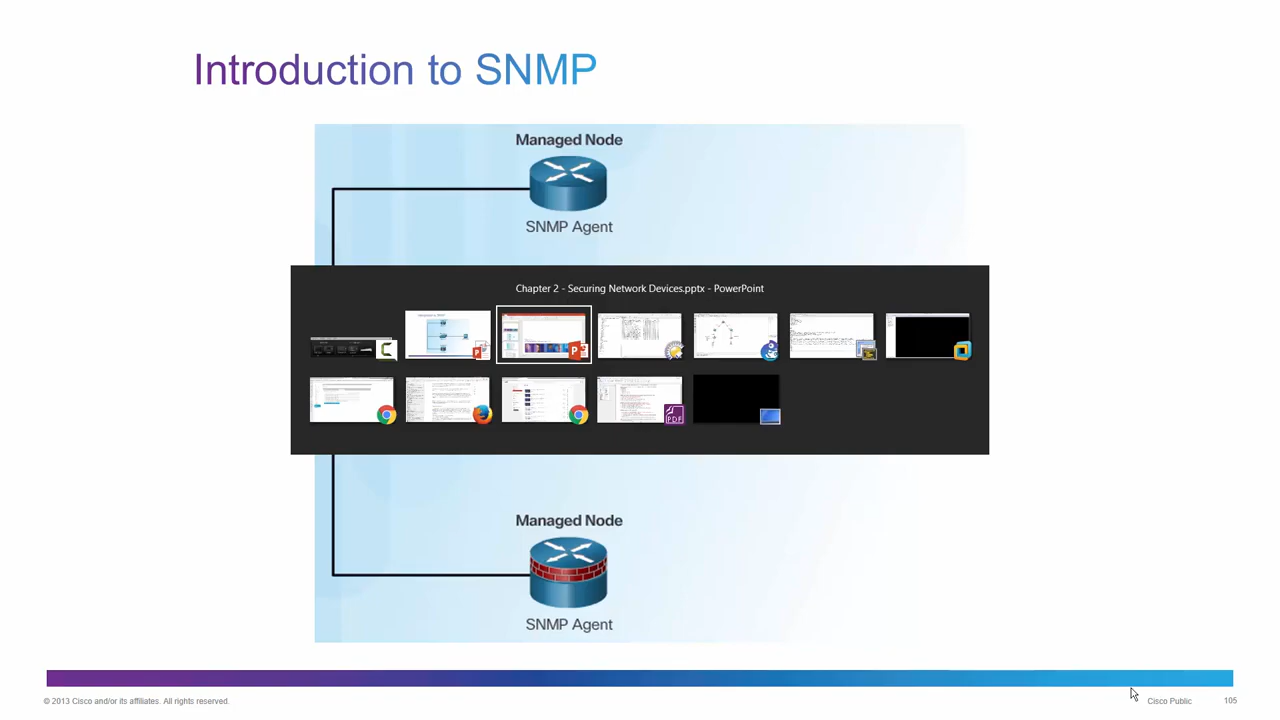 Introduction to SNMP
Managed Node
SNMP Agent
Chapter 2 - Securing Network Devices.pptx - PowerPoint
Managed Node
SNMP Agent
© 2013 Cisco and/or its affiliates. All rights reserved.
Cisco Public
105